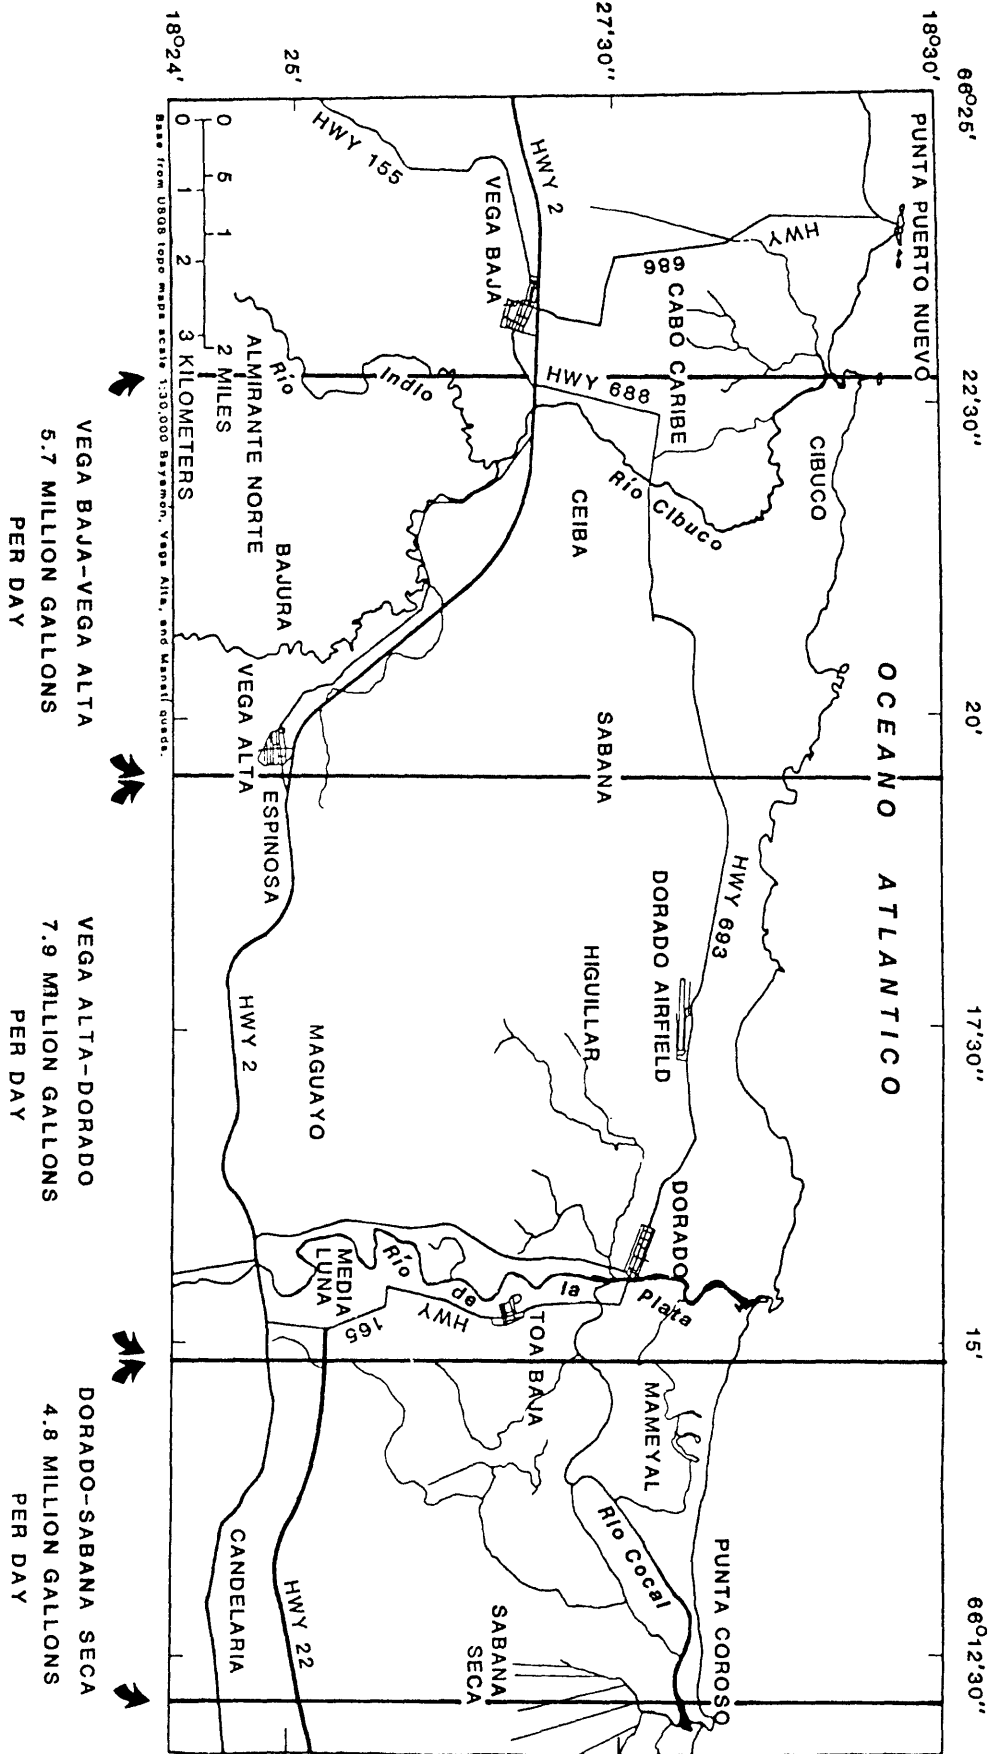 66°25'
22'30''
20'
17'30''
15'
66°12'30''
18°30'
27'30''
25'
18°24'
PUNTA PUERTO NUEVO
OCEANO ATLANTICO
CIBUCO
HWY
686
CABO CARIBE
HWY 693
DORADO AIRFIELD
DORADO
Plata
MAMEYAL
PUNTA COROSO
HWY 688
Río Cibuco
CEIBA
SABANA
HIGUILLAR
la
Río Cocal
HWY 2
VEGA BAJA
TOA BAJA
SABANA
SECA
HWY 155
Río
Indio
Río
de
HWY
165
MAGUAYO
MEDIA
LUNA
BAJURA
ALMIRANTE NORTE
VEGA ALTA
ESPINOSA
HWY 2
HWY 22
CANDELARIA
0 .5 1 2 MILES
0 1 2 3 KILOMETERS
Base from USGS topo maps scale 1:30,000 Bayamon, Vega Alta, and Manatí quads.
VEGA BAJA-VEGA ALTA
5.7 MILLION GALLONS
PER DAY
VEGA ALTA-DORADO
7.9 MILLION GALLONS
PER DAY
DORADO-SABANA SECA
4.8 MILLION GALLONS
PER DAY